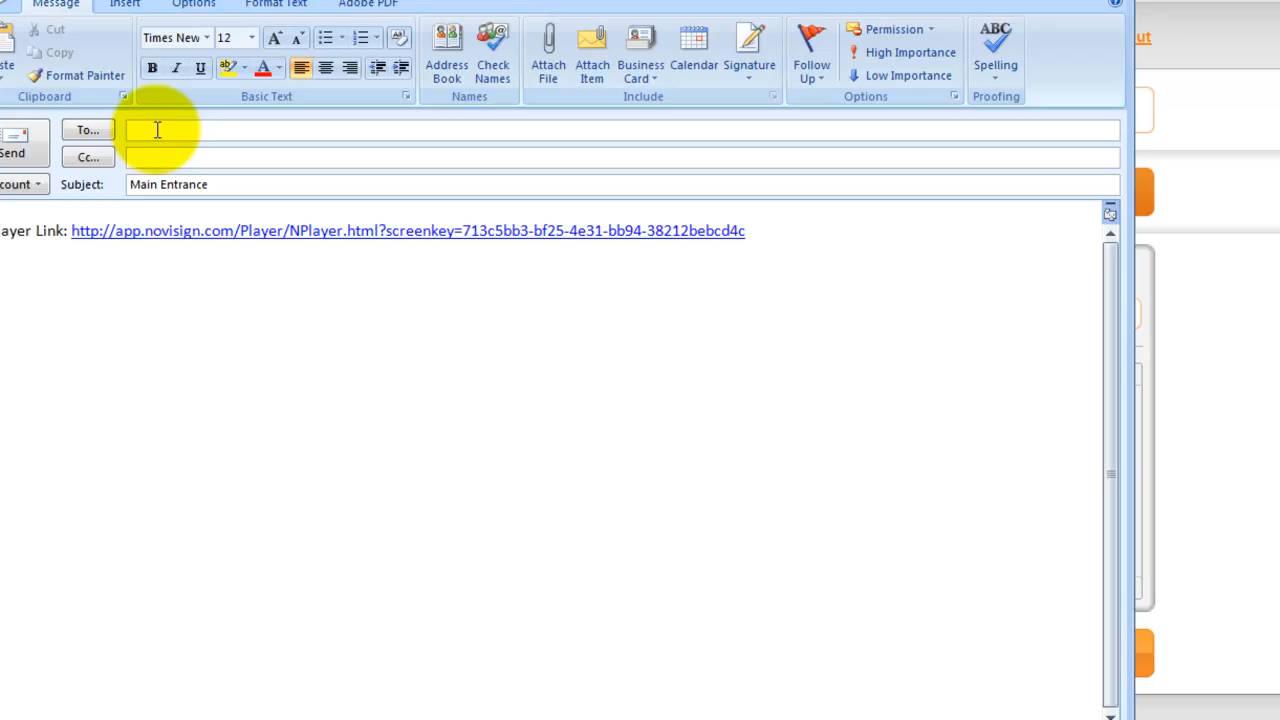 Message Insert Options Format Text Adobe PDF
Cut
Copy
Format Painter
Clipboard
Times New 12
B I U A
Basic Text
Address Book
Check Names
Names
Attach File
Attach Item
Business Card
Calendar
Signature
Include
Follow Up
Permission
High Importance
Low Importance
Options
ABC
Spelling
Proofing
Send
To...
Cc...
Subject: Main Entrance
Link: http://app.novisign.com/Player/NPlayer.html?screenkey=713c5bb3-bf25-4e31-bb94-38212bebcd4c